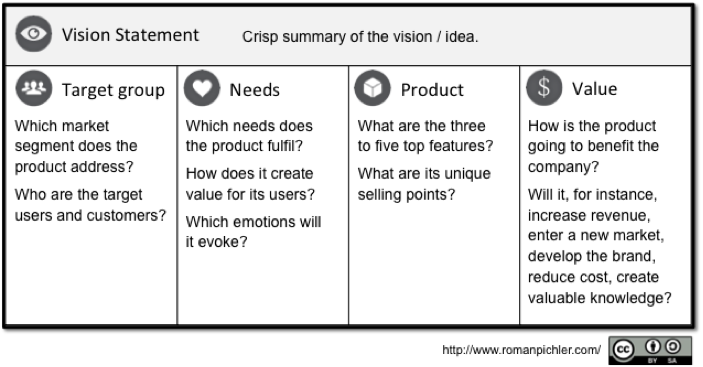 Vision Statement Crisp summary of the vision / idea.
Target group
Which market
segment does the
product address?
Who are the target
users and customers?
Needs
Which needs does
the product fulfil?
How does it create
value for its users?
Which emotions will
it evoke?
Product
What are the three
to five top features?
What are its unique
selling points?
$ Value
How is the product
going to benefit the
company?
Will it, for instance,
increase revenue,
enter a new market,
develop the brand,
reduce cost, create
valuable knowledge?
http://www.romanpichler.com/
cc
BY SA